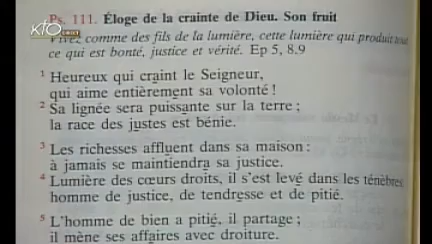 KTO
DIRECT
Ps. 111. Éloge de la crainte de Dieu. Son fruit
Vivez comme des fils de la lumière, cette lumière qui produit tout
ce qui est bonté, justice et vérité. Ep 5, 8.9
1 Heureux qui craint le Seigneur,
qui aime entièrement sa volonté !
2 Sa lignée sera puissante sur la terre ;
la race des justes est bénie.
3 Les richesses affluent dans sa maison :
à jamais se maintiendra sa justice.
4 Lumière des cœurs droits, il s'est levé dans les ténèbres,
homme de justice, de tendresse et de pitié.
5 L'homme de bien a pitié, il partage ;
il mène ses affaires avec droiture.